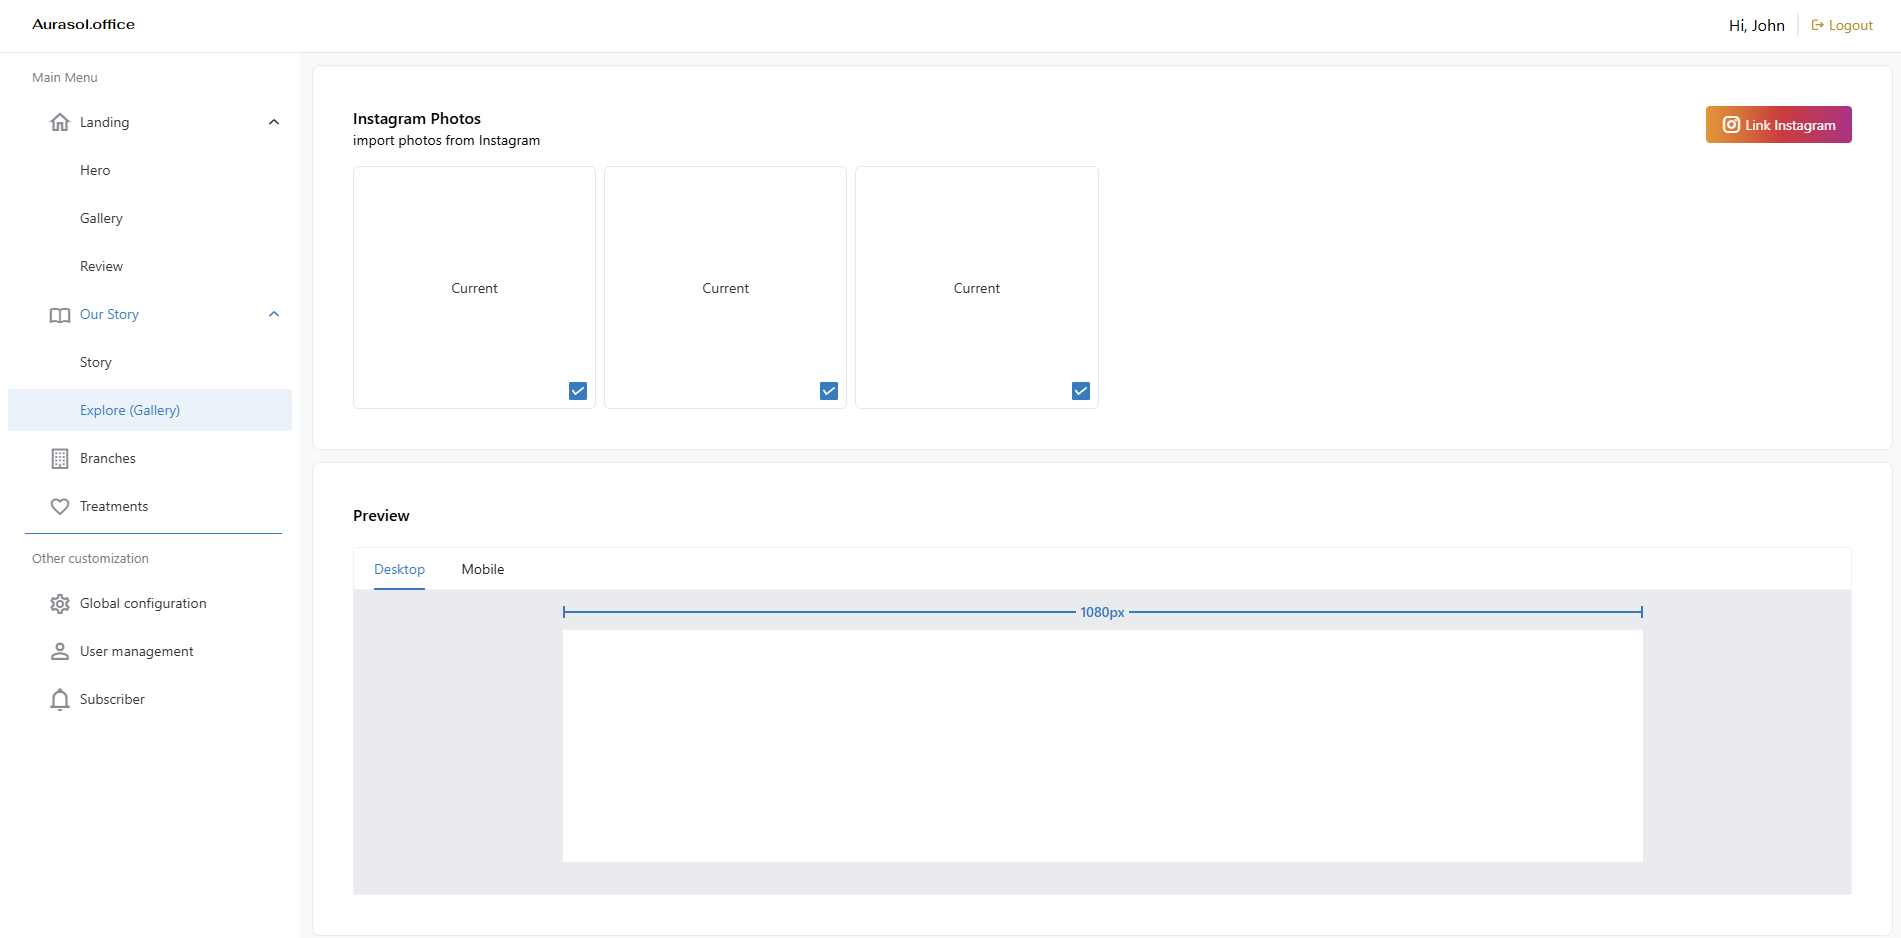 Aurasol.office
Hi, John
Logout
Main Menu
Landing
Hero
Gallery
Review
Our Story
Story
Explore (Gallery)
Branches
Treatments
Other customization
Global configuration
User management
Subscriber
Instagram Photos
import photos from Instagram
Link Instagram
Current
Current
Current
Preview
Desktop
Mobile
1080px